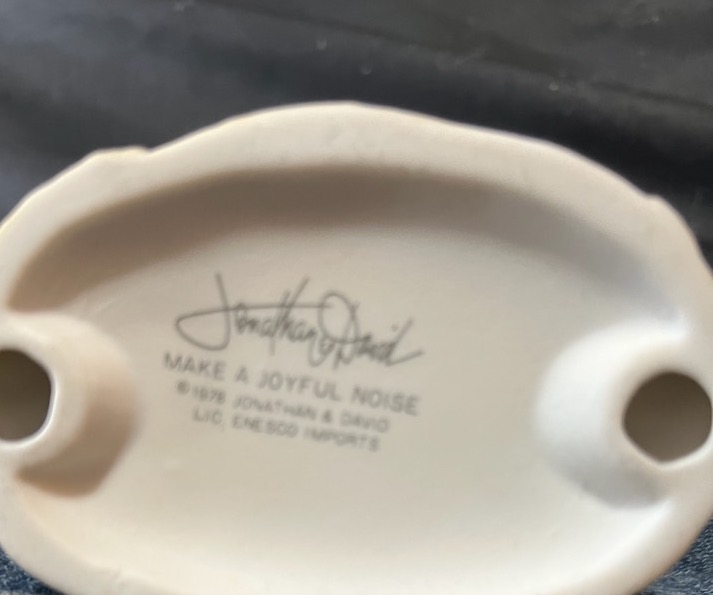 Jonathan & David
MAKE A JOYFUL NOISE
© 1978 JONATHAN & DAVID
LIC. ENESCO IMPORTS